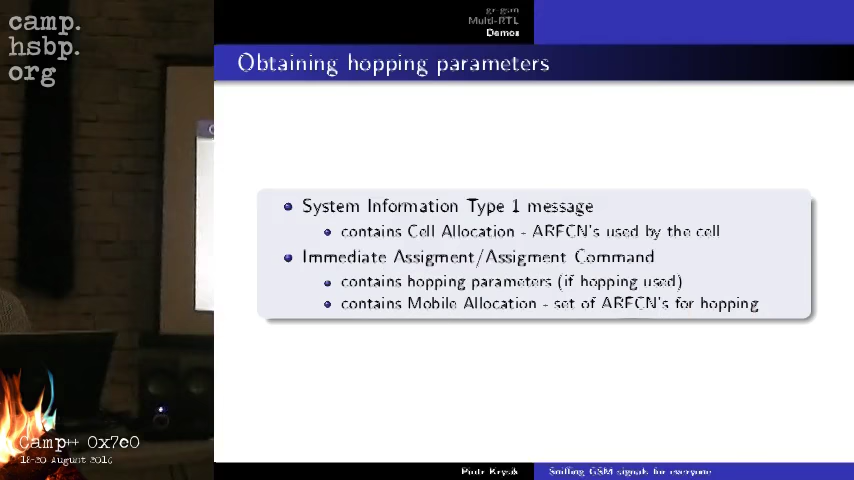 camp.
hsbp.
org
gr-gsm
Multi-RTL
Demos
Obtaining hopping parameters
System Information Type 1 message
contains Cell Allocation - ARFCN's used by the cell
Immediate Assigment/Assigment Command
contains hopping parameters (if hopping used)
contains Mobile Allocation - set of ARFCN's for hopping
Camp++ 0x7e0
18-20 August 2016
Piotr Krysik
Sniffing GSM signals for everyone